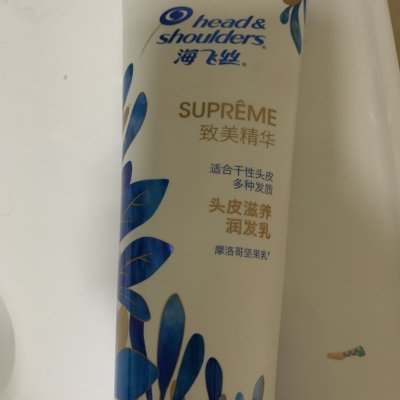 head &
shoulders®
海飞丝®
SUPRÊME
致美精华
适合干性头皮
多种发质
头皮滋养
润发乳
摩洛哥坚果乳